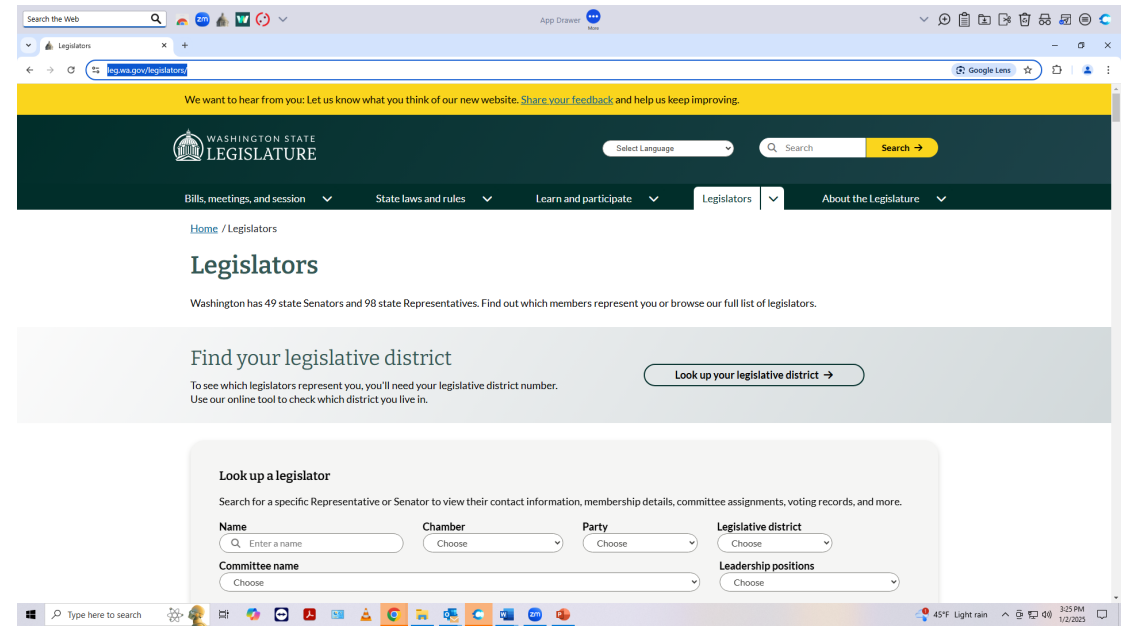 Search the Web
zm
W
App Drawer
More
Legislators
leg.wa.gov/legislators/
Google Lens
We want to hear from you: Let us know what you think of our new website. Share your feedback and help us keep improving.
WASHINGTON STATE
LEGISLATURE
Select Language
Search
Search →
Bills, meetings, and session
State laws and rules
Learn and participate
Legislators
About the Legislature
Home / Legislators
Legislators
Washington has 49 state Senators and 98 state Representatives. Find out which members represent you or browse our full list of legislators.
Find your legislative district
To see which legislators represent you, you'll need your legislative district number.
Use our online tool to check which district you live in.
Look up your legislative district →
Look up a legislator
Search for a specific Representative or Senator to view their contact information, membership details, committee assignments, voting records, and more.
Name
Chamber
Party
Legislative district
Enter a name
Choose
Choose
Choose
Committee name
Leadership positions
Choose
Choose
Type here to search
zm
45°F Light rain
3:25 PM
1/2/2025